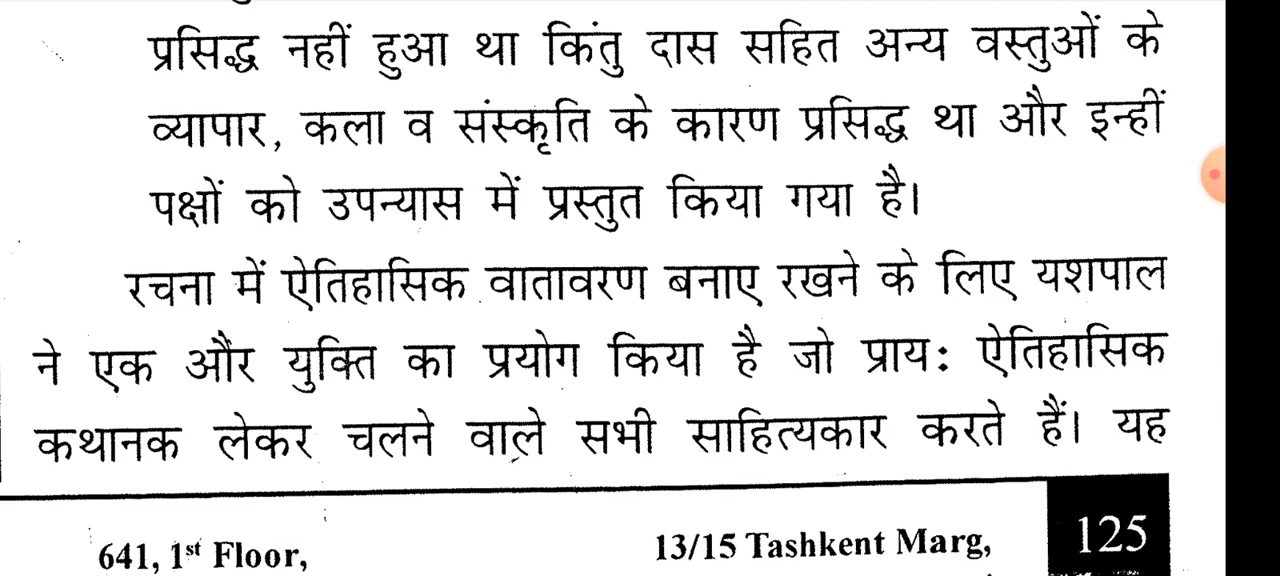 प्रसिद्ध नहीं हुआ था किंतु दास सहित अन्य वस्तुओं के
व्यापार, कला व संस्कृति के कारण प्रसिद्ध था और इन्हीं
पक्षों को उपन्यास में प्रस्तुत किया गया है।
रचना में ऐतिहासिक वातावरण बनाए रखने के लिए यशपाल
ने एक और युक्ति का प्रयोग किया है जो प्राय: ऐतिहासिक
कथानक लेकर चलने वाले सभी साहित्यकार करते हैं। यह
641, 1st Floor,
13/15 Tashkent Marg,
125